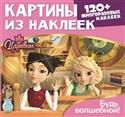 КАРТИНЫ
ИЗ НАКЛЕЕК
120+
МНОГОРАЗОВЫХ
НАКЛЕЕК
Царевны
Будь
волшебной!